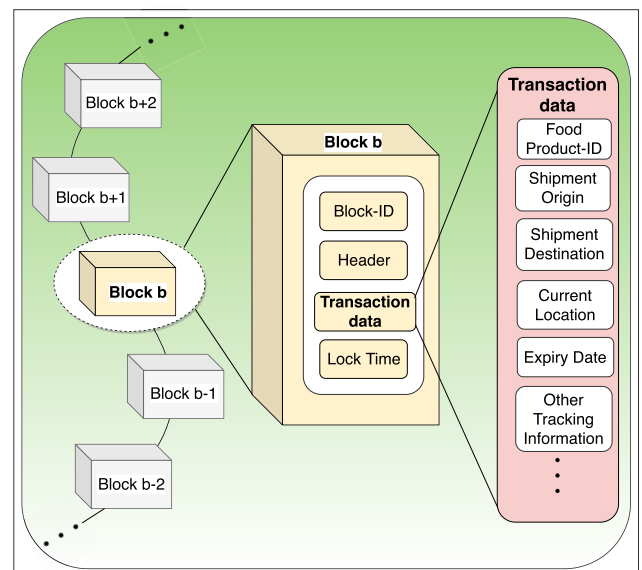 Block b+2
Block b+1
Block b
Block b-1
Block b-2
Block b
Block-ID
Header
Transaction
data
Lock Time
Transaction
data
Food
Product-ID
Shipment
Origin
Shipment
Destination
Current
Location
Expiry Date
Other
Tracking
Information